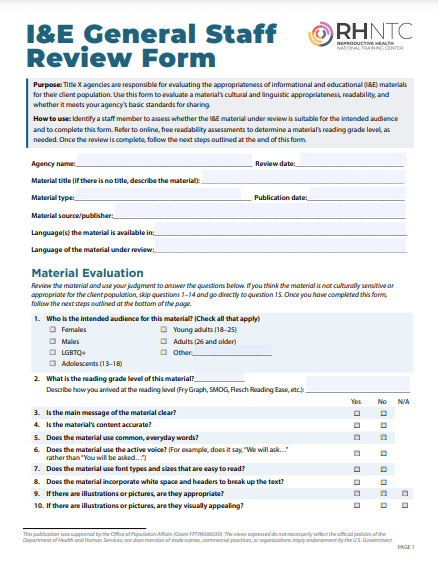 I&E General Staff
Review Form
RHNTC
REPRODUCTIVE HEALTH
NATIONAL TRAINING CENTER
Purpose: Title X agencies are responsible for evaluating the appropriateness of informational and educational (I&E) materials
for their client population. Use this form to evaluate a material's cultural and linguistic appropriateness, readability, and
whether it meets your agency's basic standards for sharing.
How to use: Identify a staff member to assess whether the I&E material under review is suitable for the intended audience
and to complete this form. Refer to online, free readability assessments to determine a material's reading grade level, as
needed. Once the review is complete, follow the next steps outlined at the end of this form.
Agency name: Review date:
Material title (if there is no title, describe the material):
Material type: Publication date:
Material source/publisher:
Language(s) the material is available in:
Language of the material under review:
Material Evaluation
Review the material and use your judgment to answer the questions below. If you think the material is not culturally sensitive or
appropriate for the client population, skip questions 1–14 and go directly to question 15. Once you have completed this form,
follow the next steps outlined at the bottom of the page.
1. Who is the intended audience for this material? (Check all that apply)
Females Young adults (18–25)
Males Adults (26 and older)
LGBTQ+ Other:
Adolescents (13–18)
2. What is the reading grade level of this material?
Describe how you arrived at the reading level (Fry Graph, SMOG, Flesch Reading Ease, etc.):
Yes No N/A
3. Is the main message of the material clear?
4. Is the material's content accurate?
5. Does the material use common, everyday words?
6. Does the material use the active voice? (For example, does it say, "We will ask…"
rather than "You will be asked…")
7. Does the material use font types and sizes that are easy to read?
8. Does the material incorporate white space and headers to break up the text?
9. If there are illustrations or pictures, are they appropriate?
10. If there are illustrations or pictures, are they visually appealing?
This publication was supported by the Office of Population Affairs (Grant FPTPA006030). The views expressed do not necessarily reflect the official policies of the
Department of Health and Human Services; nor does mention of trade names, commercial practices, or organizations imply endorsement by the U.S. Government.
PAGE 1